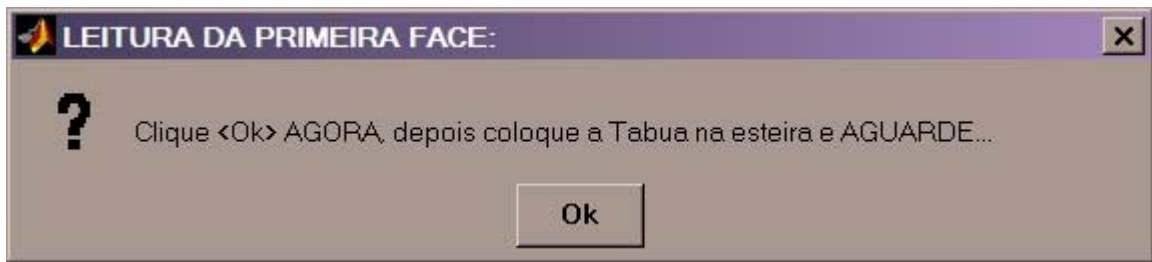 LEITURA DA PRIMEIRA FACE:
Clique <Ok> AGORA, depois coloque a Tabua na esteira e AGUARDE...
Ok